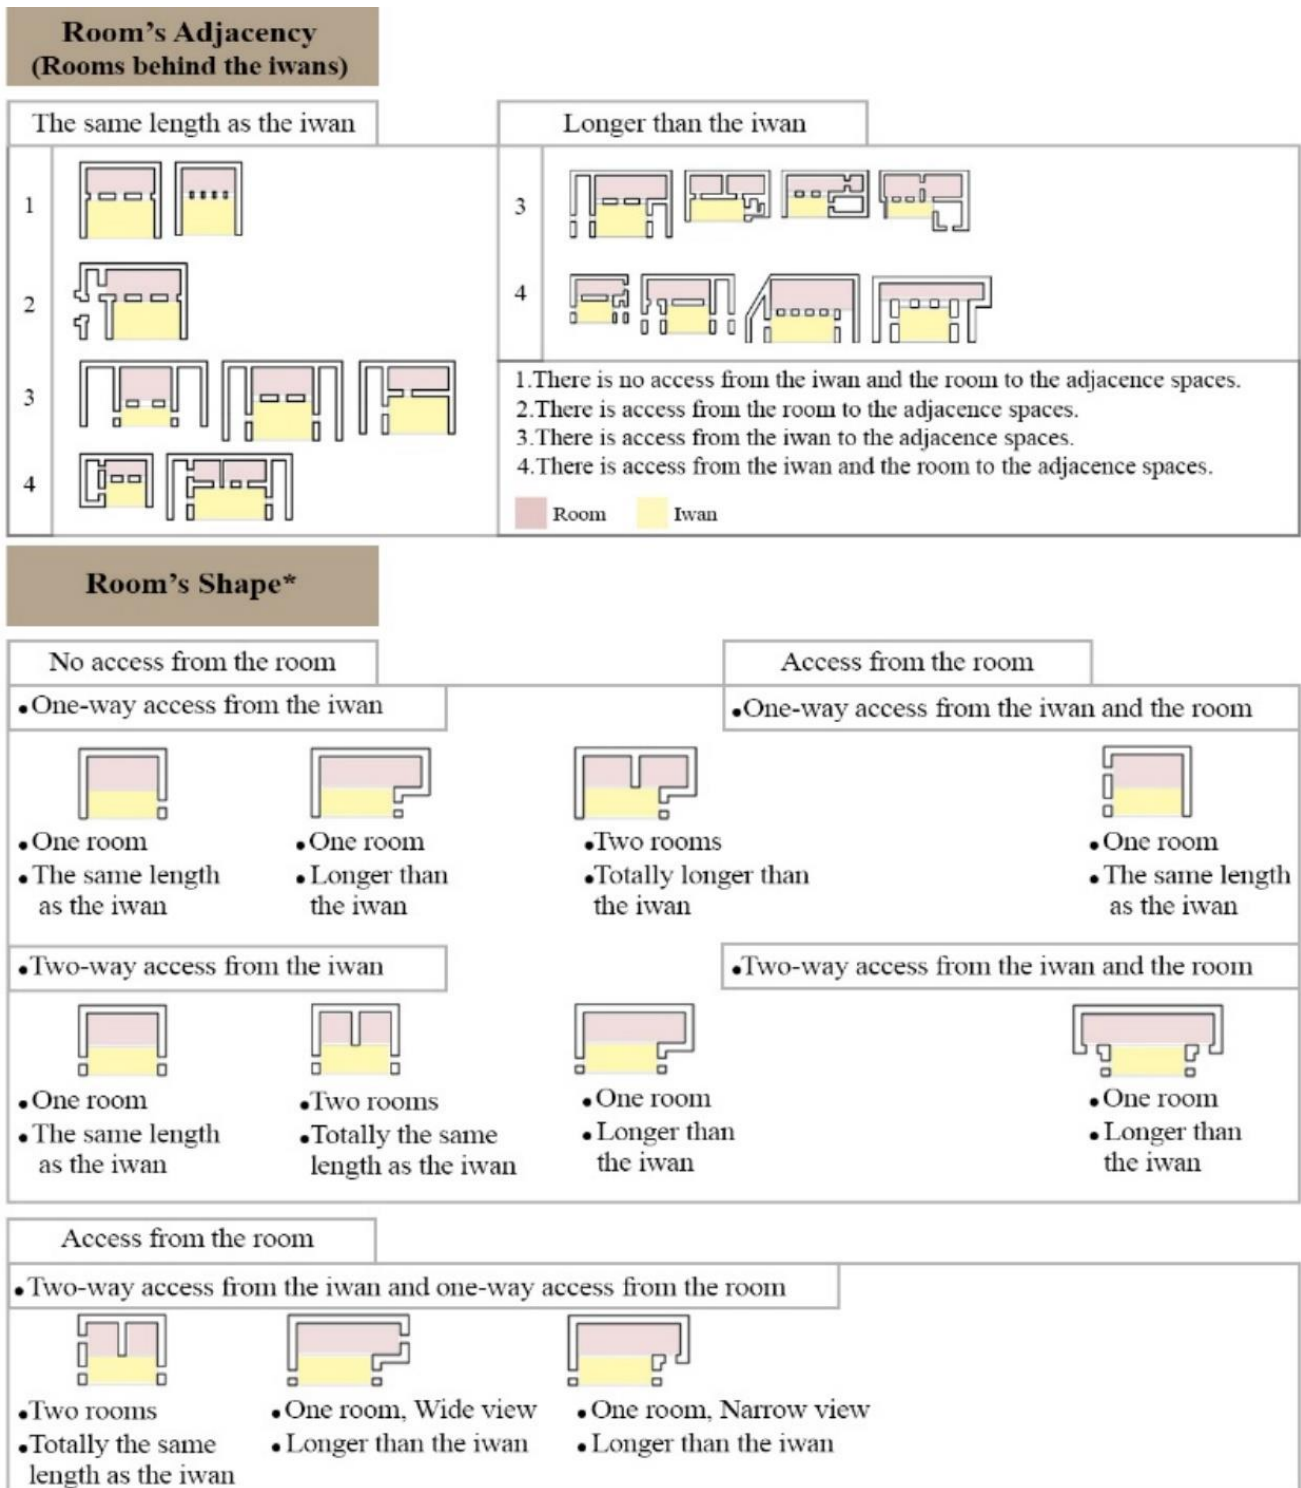 Room's Adjacency
(Rooms behind the iwans)
The same length as the iwan
1
2
3
4
Longer than the iwan
3
4
1.There is no access from the iwan and the room to the adjacence spaces.
2.There is access from the room to the adjacence spaces.
3.There is access from the iwan to the adjacence spaces.
4.There is access from the iwan and the room to the adjacence spaces.
Room
Iwan
Room's Shape*
No access from the room
•One-way access from the iwan
•One room
•The same length
as the iwan
•One room
•Longer than
the iwan
•Two rooms
•Totally longer than
the iwan
Access from the room
•One-way access from the iwan and the room
•One room
•The same length
as the iwan
•Two-way access from the iwan
•One room
•The same length
as the iwan
•Two rooms
•Totally the same
length as the iwan
•One room
•Longer than
the iwan
•Two-way access from the iwan and the room
•One room
•Longer than
the iwan
Access from the room
•Two-way access from the iwan and one-way access from the room
•Two rooms
•Totally the same
length as the iwan
•One room, Wide view
•Longer than the iwan
•One room, Narrow view
•Longer than the iwan